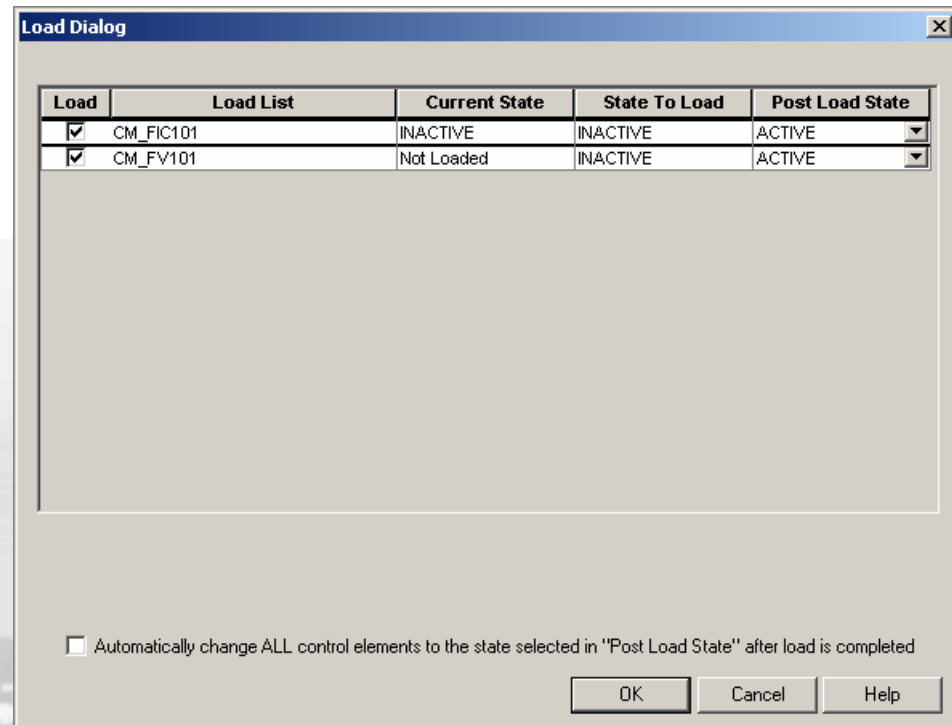 Load Dialog
Load Load List Current State State To Load Post Load State
CM_FIC101 INACTIVE INACTIVE ACTIVE
CM_FV101 Not Loaded INACTIVE ACTIVE
Automatically change ALL control elements to the state selected in "Post Load State" after load is completed
OK Cancel Help